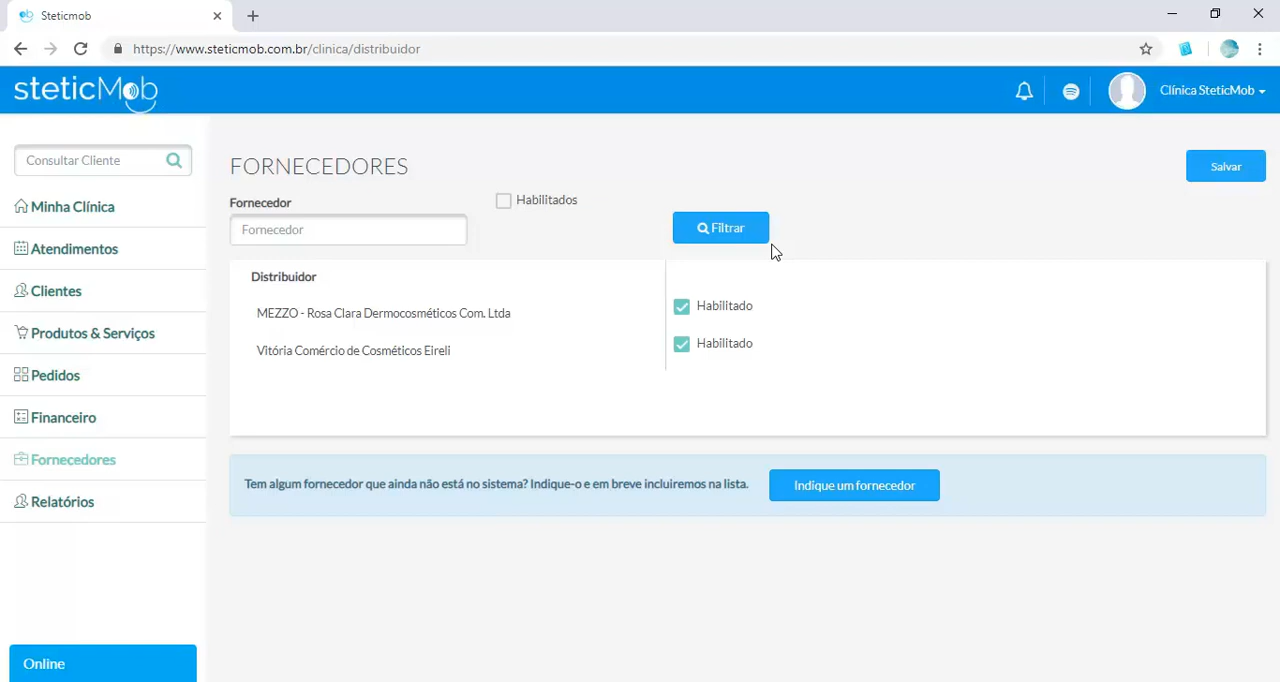 Steticmob
https://www.steticmob.com.br/clinica/distribuidor
steticMob
Clínica SteticMob
Consultar Cliente
Minha Clínica
Atendimentos
Clientes
Produtos & Serviços
Pedidos
Financeiro
Fornecedores
Relatórios
Online
FORNECEDORES
Salvar
Fornecedor
Habilitados
Fornecedor
Filtrar
Distribuidor
MEZZO - Rosa Clara Dermocosméticos Com. Ltda
Habilitado
Vitória Comércio de Cosméticos Eireli
Habilitado
Tem algum fornecedor que ainda não está no sistema? Indique-o e em breve incluiremos na lista.
Indique um fornecedor